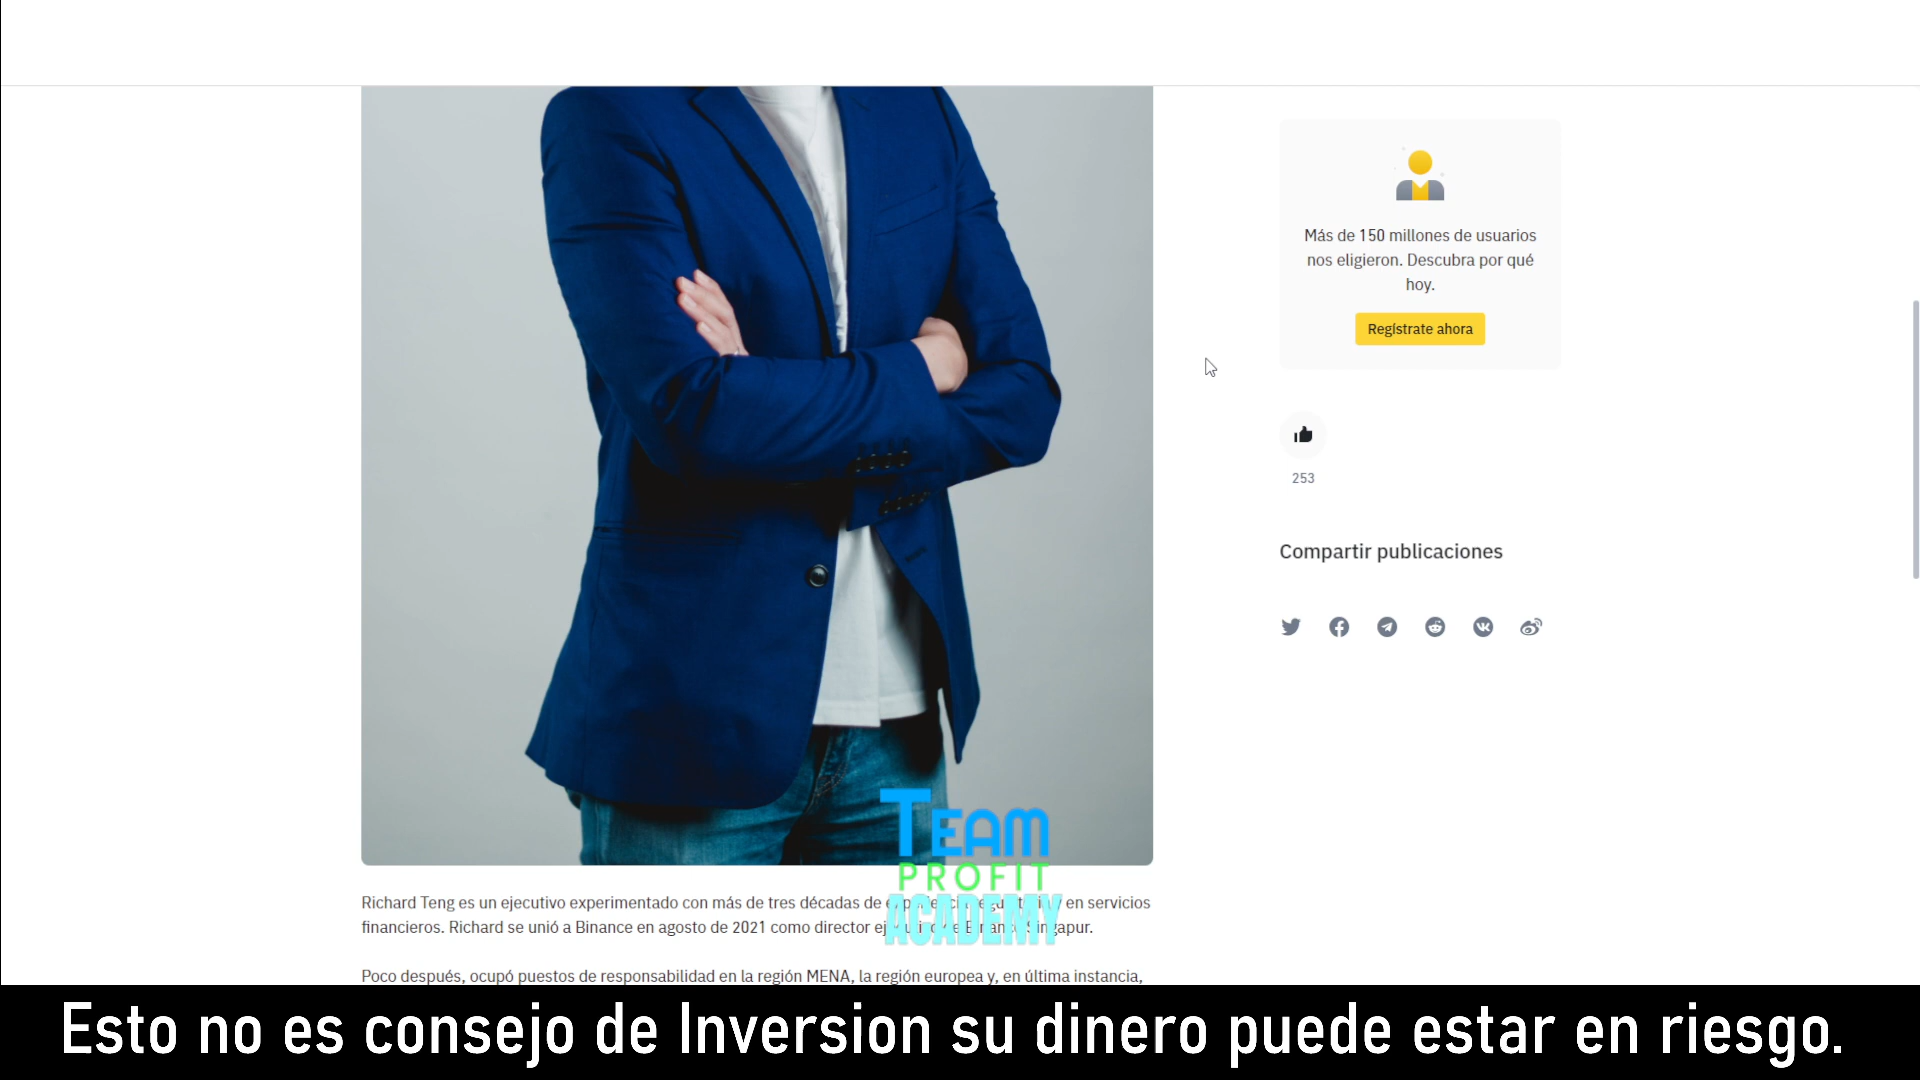 Más de 150 millones de usuarios
nos eligieron. Descubra por qué
hoy.
Regístrate ahora
253
Compartir publicaciones
TEAM
PROFIT
ACADEMY
Richard Teng es un ejecutivo experimentado con más de tres décadas de en servicios
financieros. Richard se unió a Binance en agosto de 2021 como director Singapur.
Poco después, ocupó puestos de responsabilidad en la región MENA, la región europea y, en última instancia,
Esto no es consejo de Inversion su dinero puede estar en riesgo.